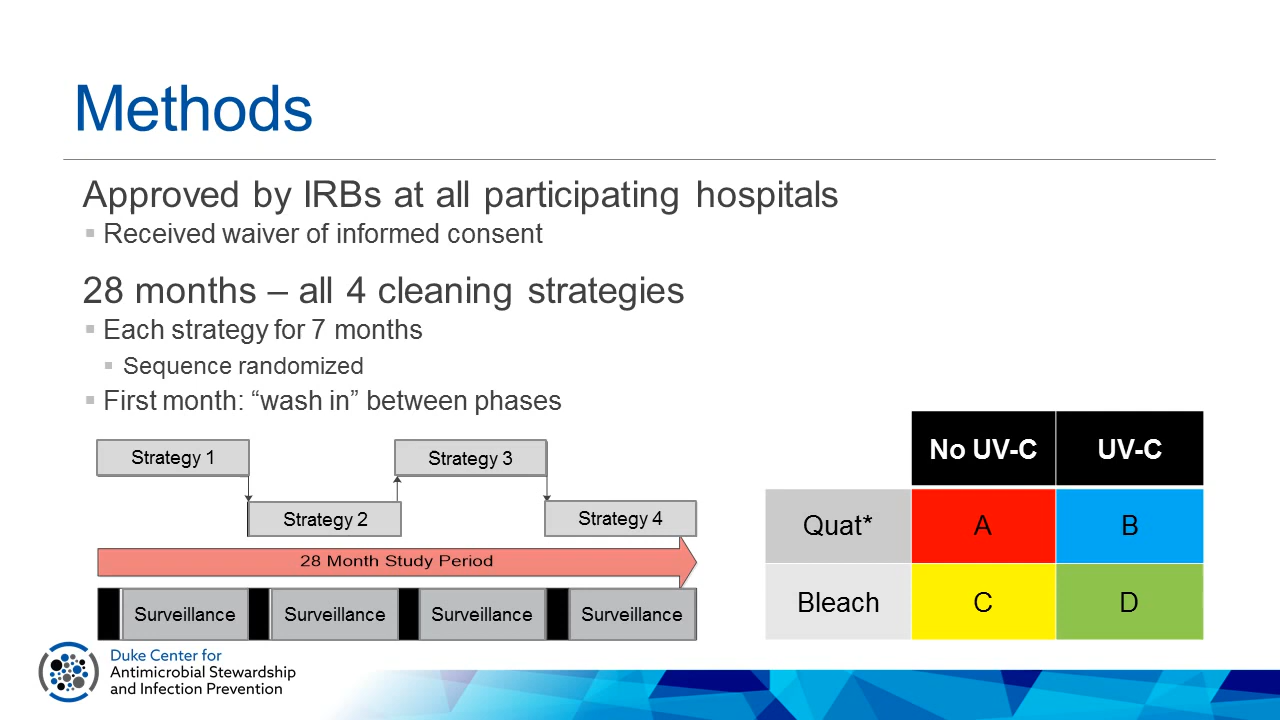 Methods
Approved by IRBs at all participating hospitals
Received waiver of informed consent
28 months – all 4 cleaning strategies
Each strategy for 7 months
Sequence randomized
First month: “wash in” between phases
Strategy 1
Strategy 3
Strategy 2
Strategy 4
28 Month Study Period
Surveillance Surveillance Surveillance Surveillance
No UV-C UV-C
Quat* A B
Bleach C D
Duke Center for
Antimicrobial Stewardship
and Infection Prevention